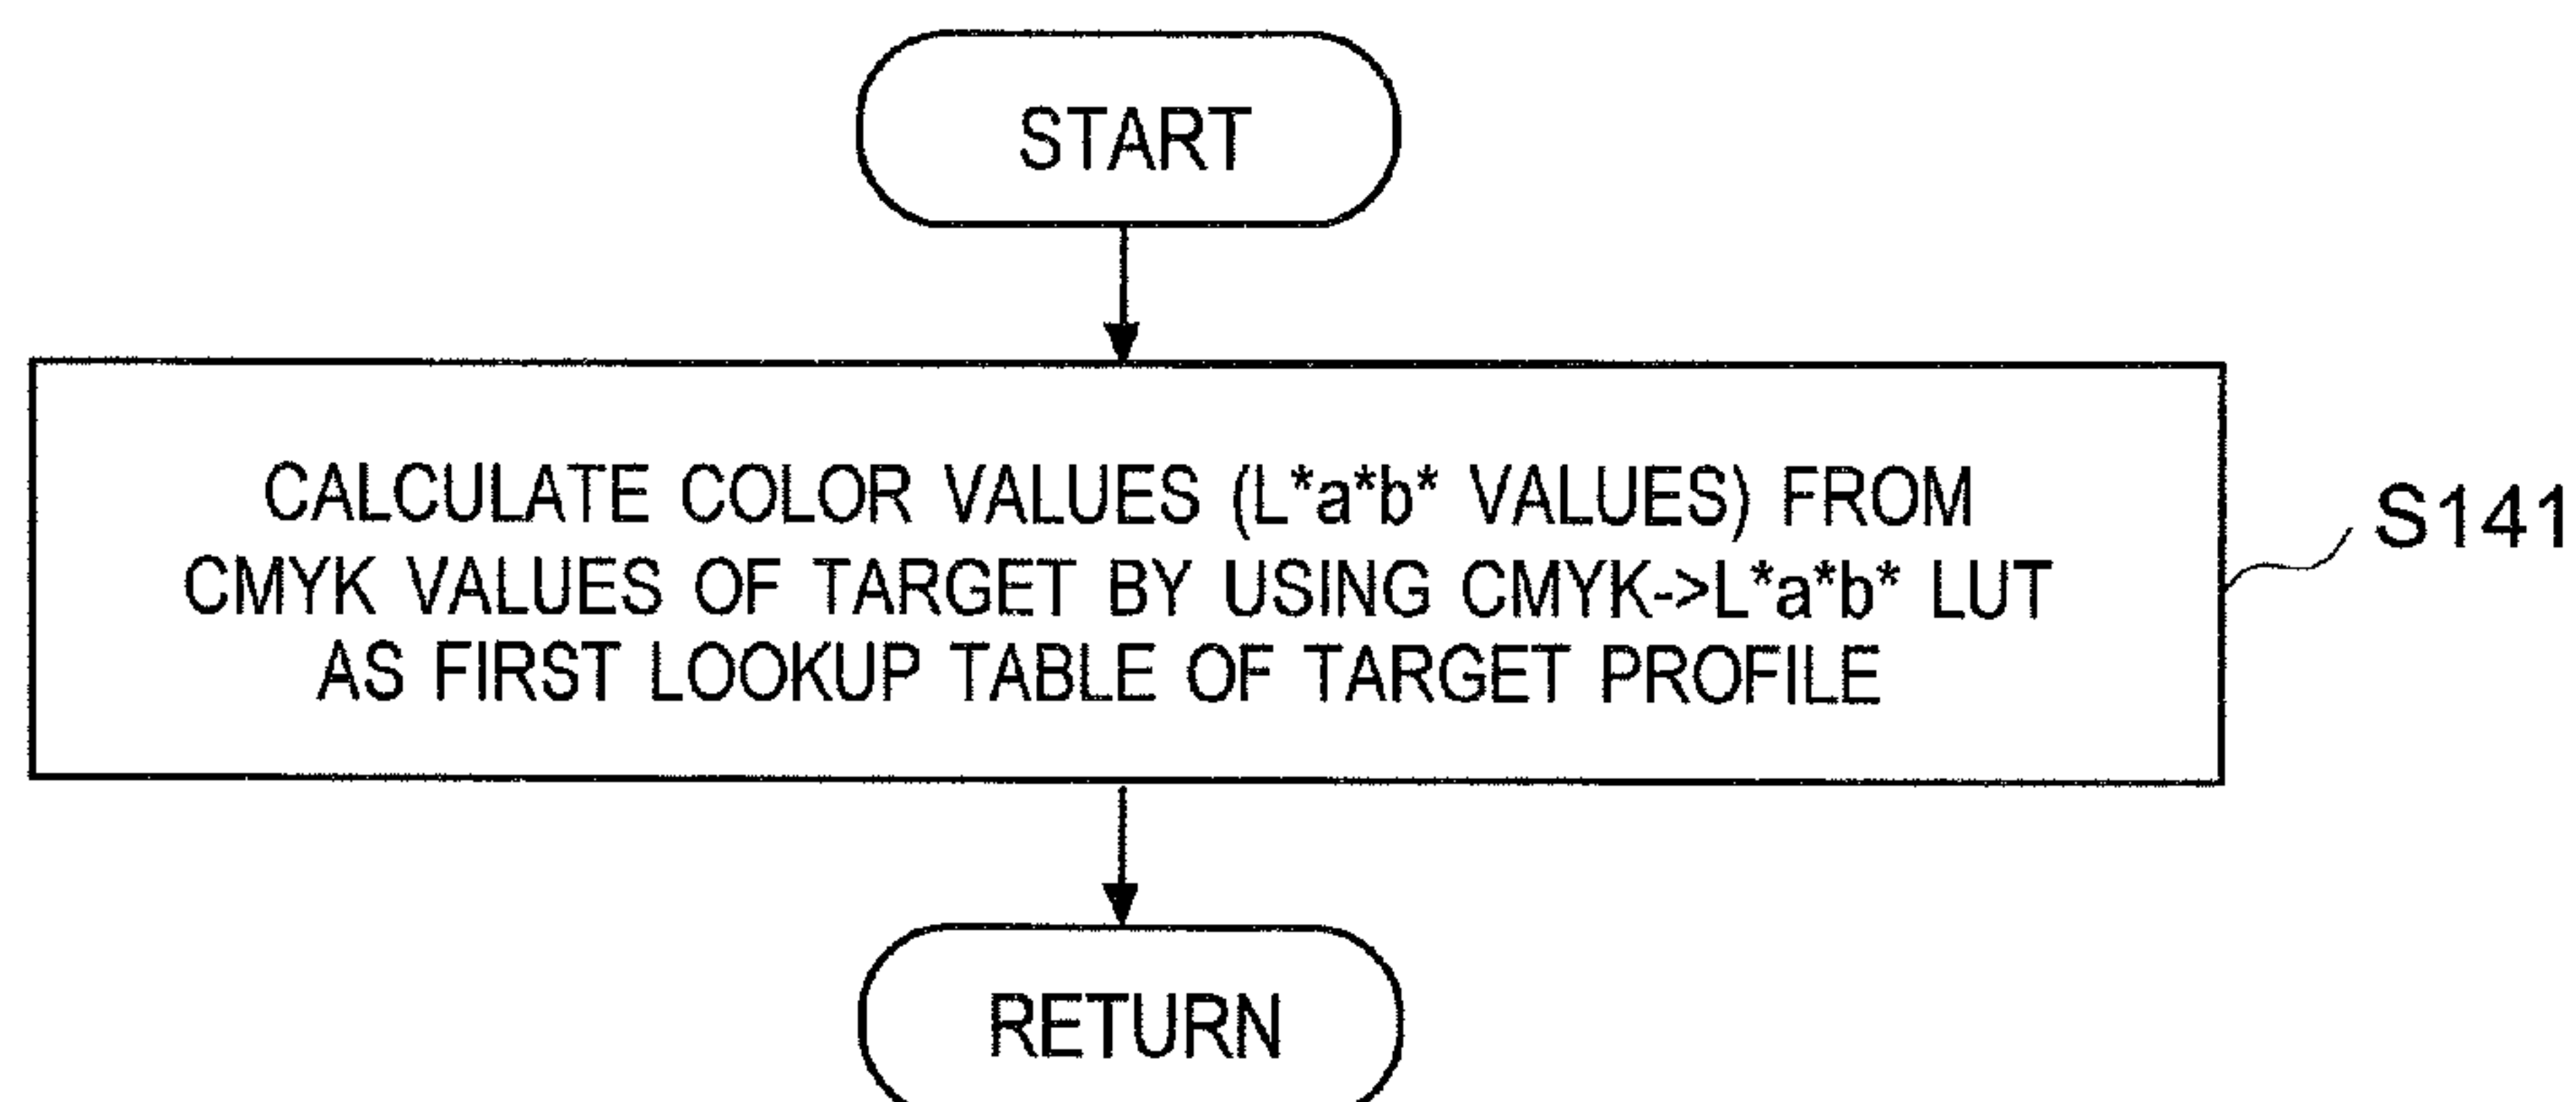 START
CALCULATE COLOR VALUES (L*a*b* VALUES) FROM
CMYK VALUES OF TARGET BY USING CMYK->L*a*b* LUT
AS FIRST LOOKUP TABLE OF TARGET PROFILE
S141
RETURN